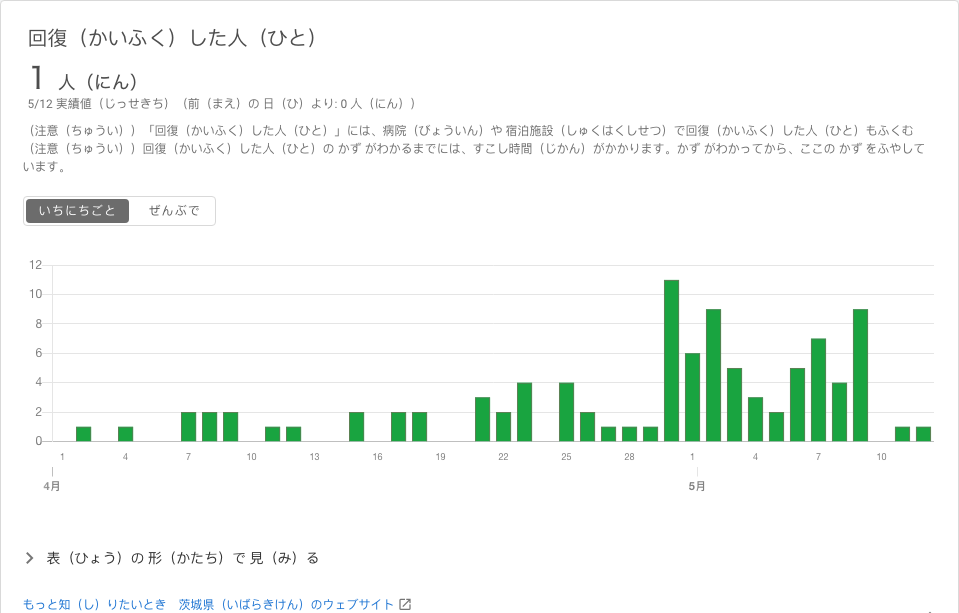 回復（かいふく）した人（ひと）
1 人（にん）
5/12 実績値（じっせきち）（前（まえ）の 日（ひ）より: 0 人（にん））
（注意（ちゅうい））「回復（かいふく）した人（ひと）」には、病院（びょういん）や 宿泊施設（しゅくはくしせつ）で回復（かいふく）した人（ひと）もふくむ
（注意（ちゅうい））回復（かいふく）した人（ひと）の かず がわかるまでには、すこし時間（じかん）がかかります。かず がわかってから、ここの かず をふやして
います。
いちにちごと ぜんぶで
12
10
8
6
4
2
0
1 4 7 10 13 16 19 22 25 28 1 4 7 10
4月 5月
表（ひょう）の 形（かたち）で 見（み）る
もっと知（し）りたいとき 茨城県（いばらきけん）のウェブサイト